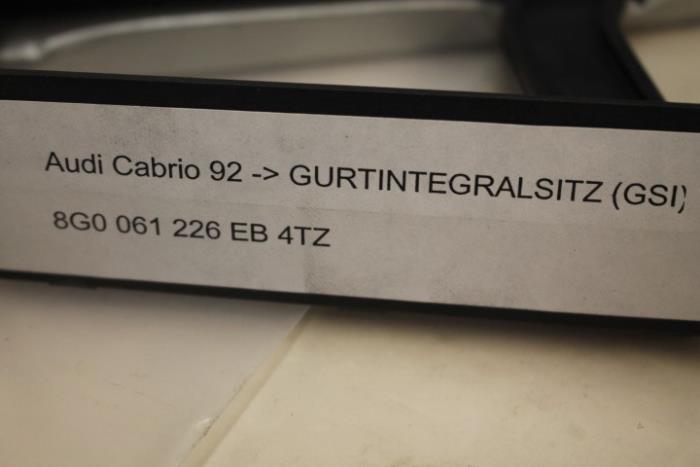 Audi Cabrio 92 -> GURTINTEGRALSITZ (GSI)
8G0 061 226 EB 4TZ